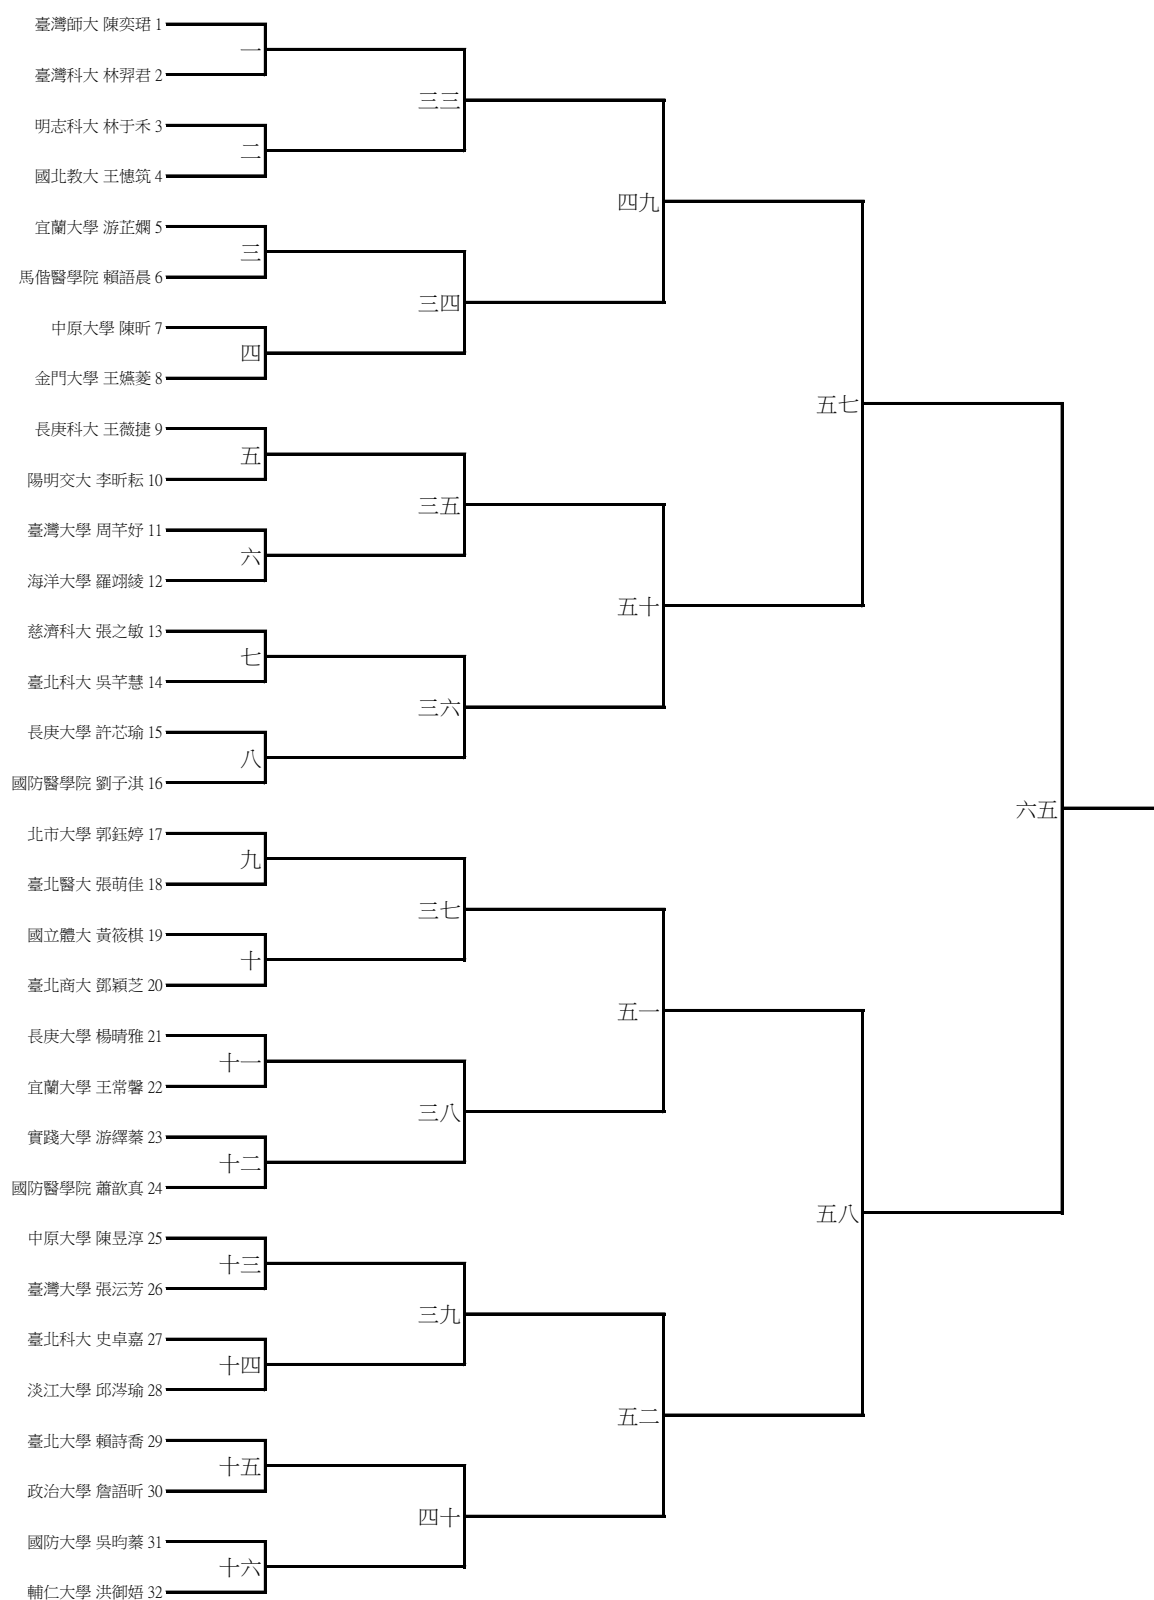 臺灣師大 陳奕珺 1
一
臺灣科大 林羿君 2
三三
明志科大 林于禾 3
二
國北教大 王憓筑 4
四九
宜蘭大學 游芷嫻 5
三
馬偕醫學院 賴語晨 6
三四
中原大學 陳昕 7
四
金門大學 王嬿菱 8
五七
長庚科大 王薇捷 9
五
陽明交大 李昕耘 10
三五
臺灣大學 周芊妤 11
六
海洋大學 羅翊綾 12
五十
慈濟科大 張之敏 13
七
臺北科大 吳芊慧 14
三六
長庚大學 許芯瑜 15
八
國防醫學院 劉子淇 16
六五
北市大學 郭鈺婷 17
九
臺北醫大 張萌佳 18
三七
國立體大 黃筱棋 19
十
臺北商大 鄧穎芝 20
五一
長庚大學 楊晴雅 21
十一
宜蘭大學 王常馨 22
三八
實踐大學 游繹蓁 23
十二
國防醫學院 蕭歆真 24
五八
中原大學 陳昱淳 25
十三
臺灣大學 張沄芳 26
三九
臺北科大 史卓嘉 27
十四
淡江大學 邱涔瑜 28
五二
臺北大學 賴詩喬 29
十五
政治大學 詹語昕 30
四十
國防大學 吳昀蓁 31
十六
輔仁大學 洪御娪 32